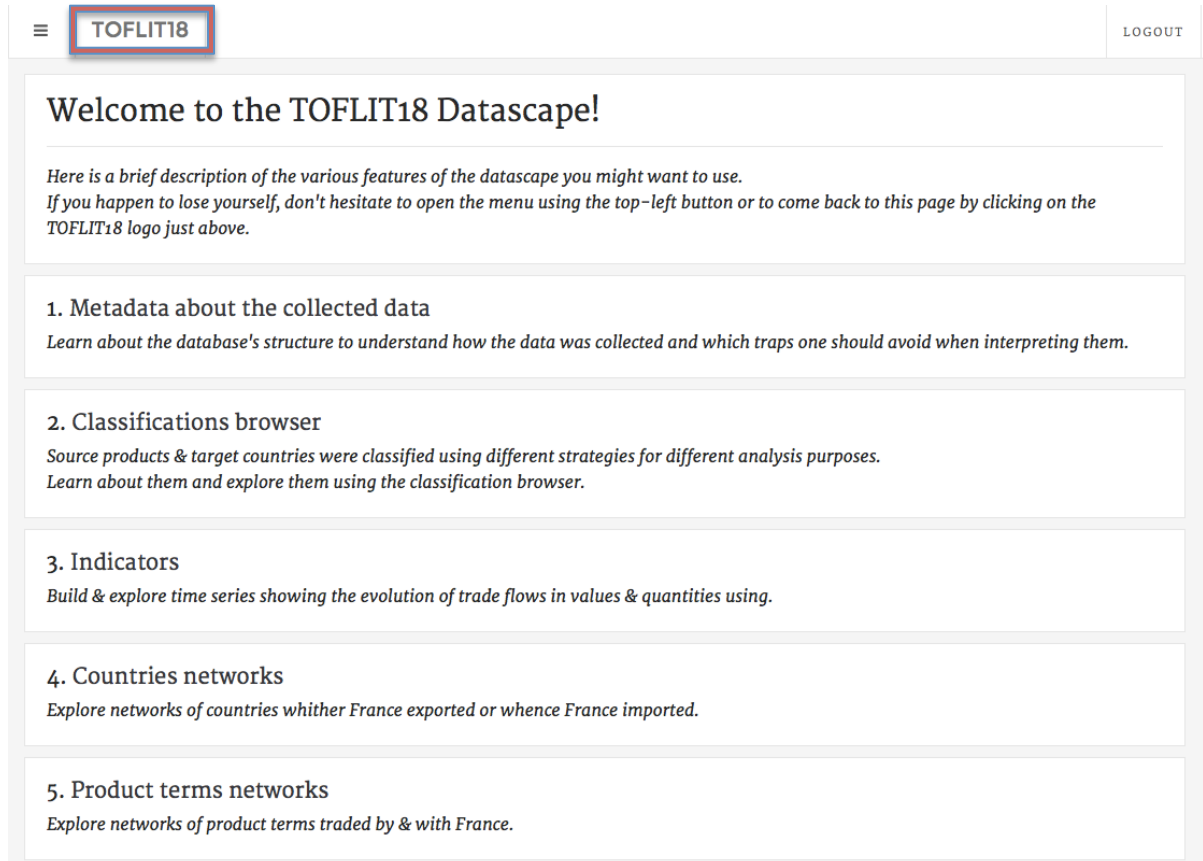 TOFLIT18
LOGOUT
Welcome to the TOFLIT18 Datascape!
Here is a brief description of the various features of the datascape you might want to use.
If you happen to lose yourself, don't hesitate to open the menu using the top-left button or to come back to this page by clicking on the
TOFLIT18 logo just above.
1. Metadata about the collected data
Learn about the database's structure to understand how the data was collected and which traps one should avoid when interpreting them.
2. Classifications browser
Source products & target countries were classified using different strategies for different analysis purposes.
Learn about them and explore them using the classification browser.
3. Indicators
Build & explore time series showing the evolution of trade flows in values & quantities using.
4. Countries networks
Explore networks of countries whither France exported or whence France imported.
5. Product terms networks
Explore networks of product terms traded by & with France.